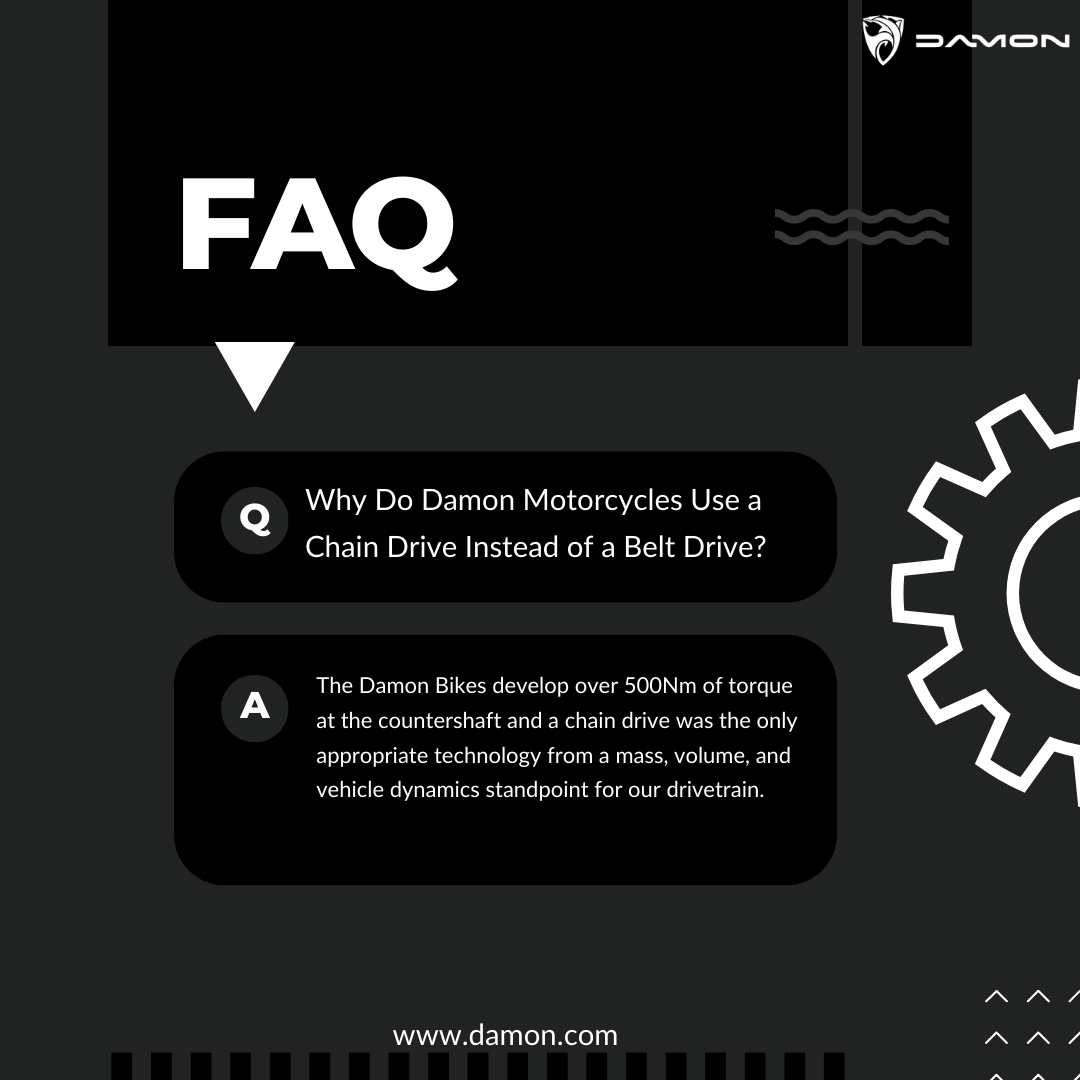 DAMON
FAQ
Q
Why Do Damon Motorcycles Use a
Chain Drive Instead of a Belt Drive?
A
The Damon Bikes develop over 500Nm of torque
at the countershaft and a chain drive was the only
appropriate technology from a mass, volume, and
vehicle dynamics standpoint for our drivetrain.
www.damon.com